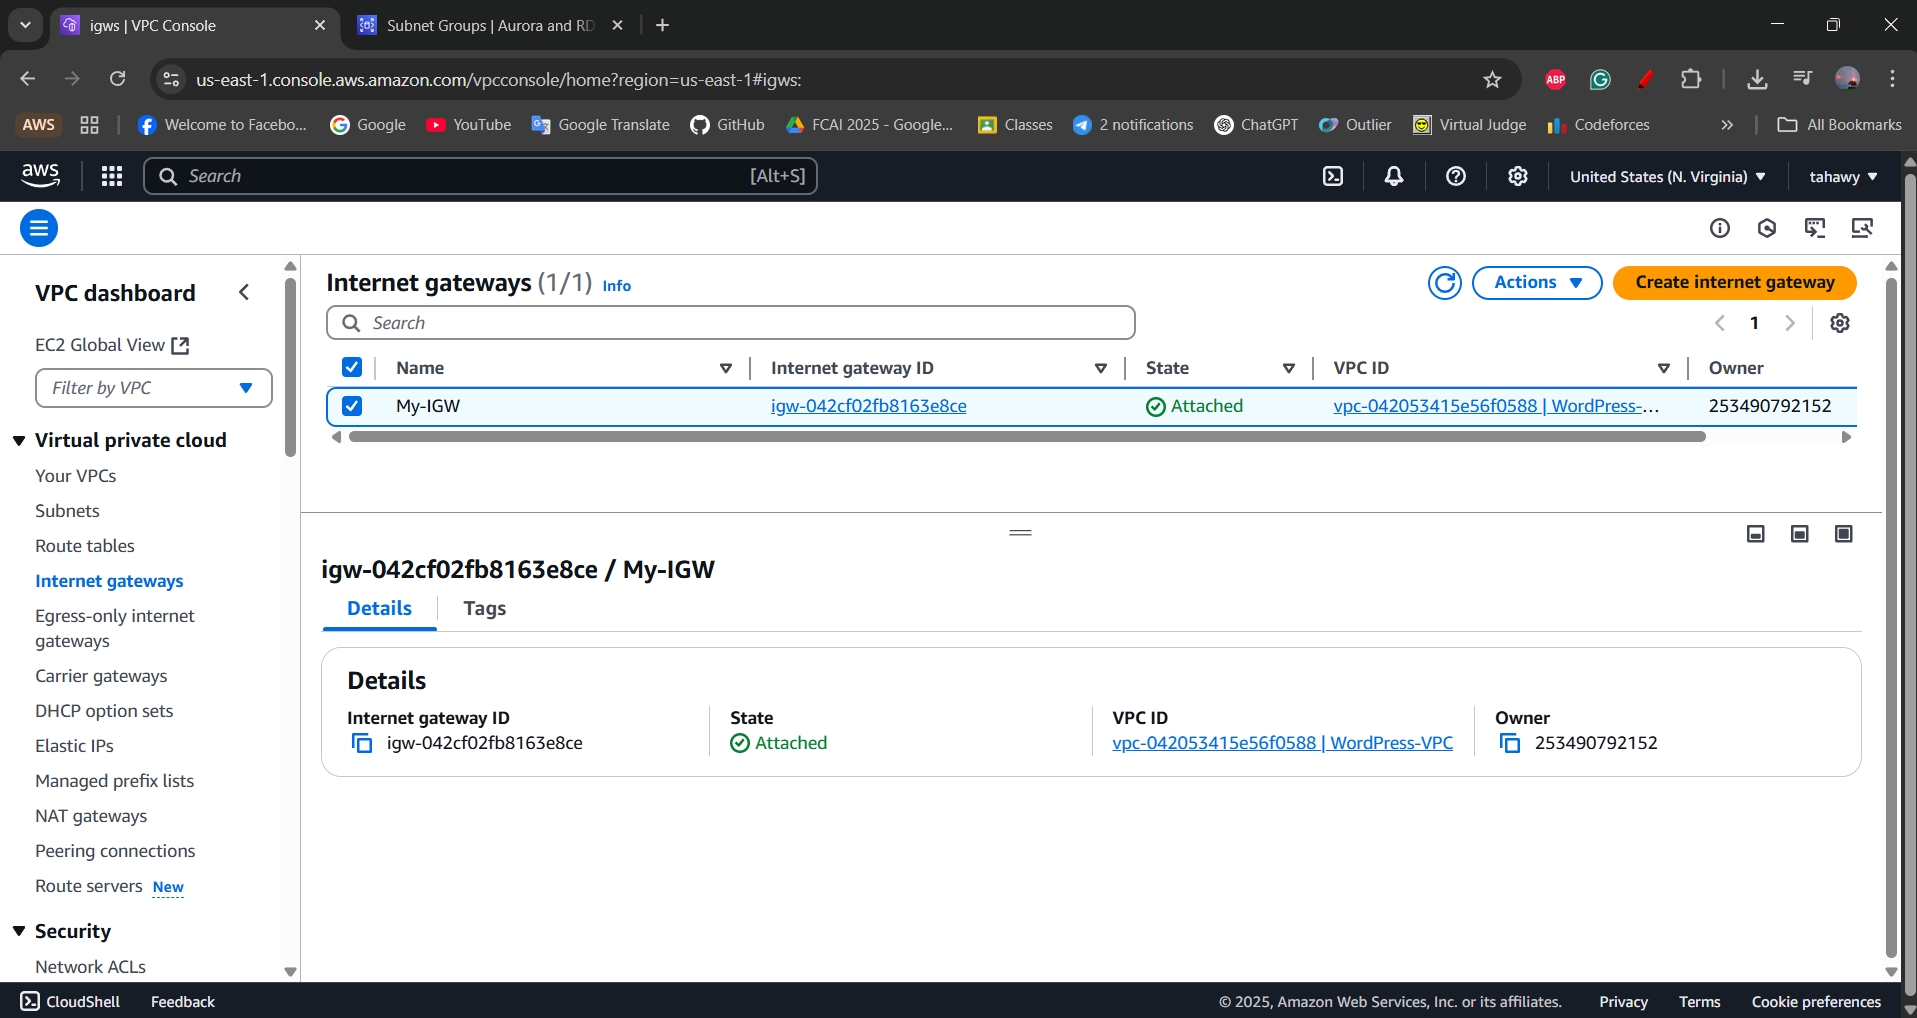 igws | VPC Console
Subnet Groups | Aurora and RD
us-east-1.console.aws.amazon.com/vpcconsole/home?region=us-east-1#igws:
ABP
AWS
Welcome to Facebo...
Google
YouTube
Google Translate
GitHub
FCAI 2025 - Google...
Classes
2 notifications
ChatGPT
Outlier
Virtual Judge
Codeforces
All Bookmarks
aws
Search
[Alt+S]
United States (N. Virginia)
tahawy
VPC dashboard
EC2 Global View
Filter by VPC
Virtual private cloud
Your VPCs
Subnets
Route tables
Internet gateways
Egress-only internet
gateways
Carrier gateways
DHCP option sets
Elastic IPs
Managed prefix lists
NAT gateways
Peering connections
Route servers New
Security
Network ACLs
Internet gateways (1/1) Info
Actions
Create internet gateway
Search
1
Name
Internet gateway ID
State
VPC ID
Owner
My-IGW
igw-042cf02fb8163e8ce
Attached
vpc-042053415e56f0588 | WordPress-...
253490792152
igw-042cf02fb8163e8ce / My-IGW
Details
Tags
Details
Internet gateway ID
igw-042cf02fb8163e8ce
State
Attached
VPC ID
vpc-042053415e56f0588 | WordPress-VPC
Owner
253490792152
CloudShell
Feedback
© 2025, Amazon Web Services, Inc. or its affiliates.
Privacy
Terms
Cookie preferences